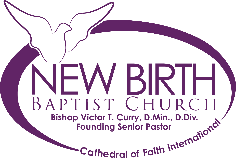 NEW BIRTH
BAPTIST CHURCH
Bishop Victor T. Curry, D.Min., D.Div.
Founding Senior Pastor
Cathedral of Faith International